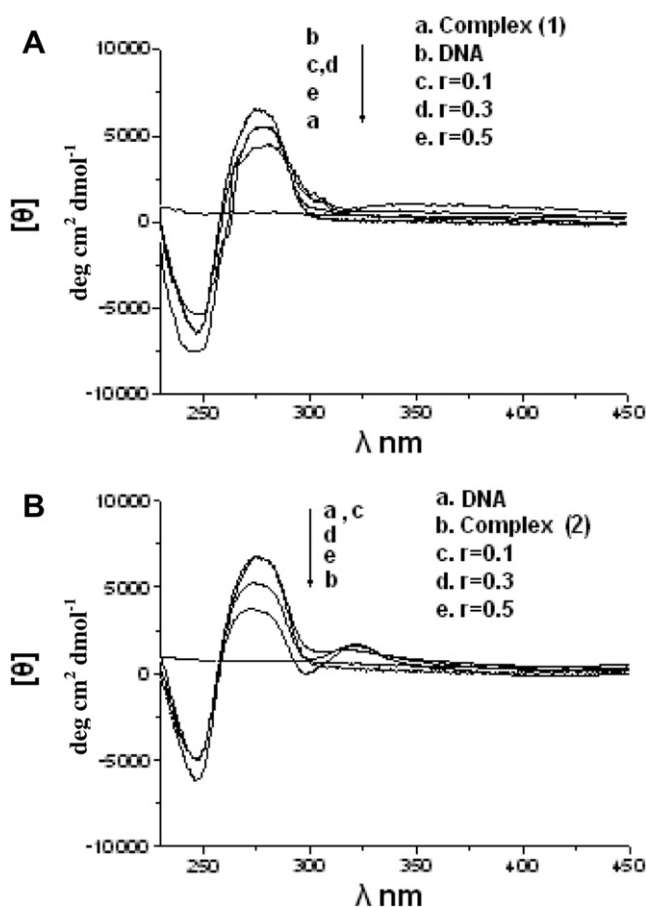 A
b
c,d
e
a
a. Complex (1)
b. DNA
c. r=0.1
d. r=0.3
e. r=0.5
10000
5000
0
-5000
-10000
[θ]
deg cm² dmol⁻¹
250
300
350
400
450
λ nm
B
a , c
d
e
b
a. DNA
b. Complex (2)
c. r=0.1
d. r=0.3
e. r=0.5
10000
5000
0
-5000
-10000
[θ]
deg cm² dmol⁻¹
250
300
350
400
450
λ nm